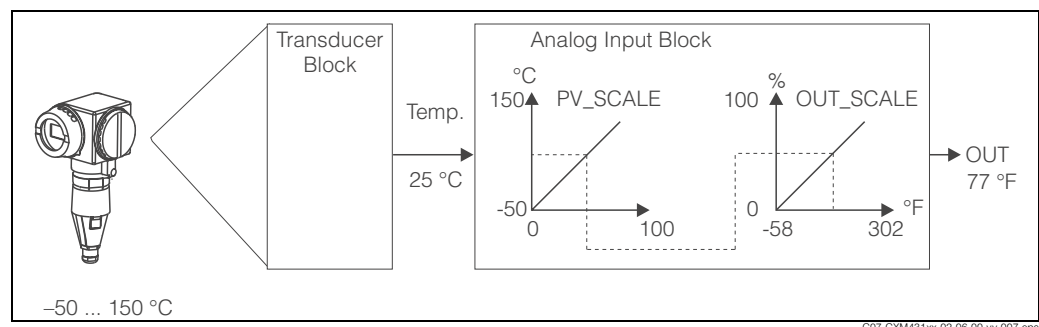 Transducer
Block
Analog Input Block
°C
150
PV_SCALE
-50
0
100
%
100
OUT_SCALE
0
-58
302
°F
Temp.
25 °C
OUT
77 °F
–50 ... 150 °C